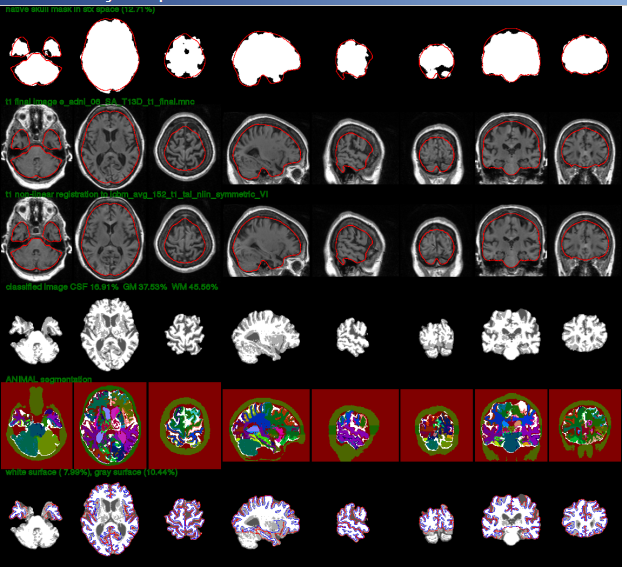 native skull mask in stx space (12.71%)
t1 final image e_adni_06_SA_T13D_t1_final.mnc
t1 non-linear registration to icbm_avg_152_t1_tal_nlin_symmetric_VI
classified image CSF 16.91% GM 37.53% WM 45.56%
ANIMAL segmentation
white surface ( 7.99%), gray surface (10.44%)